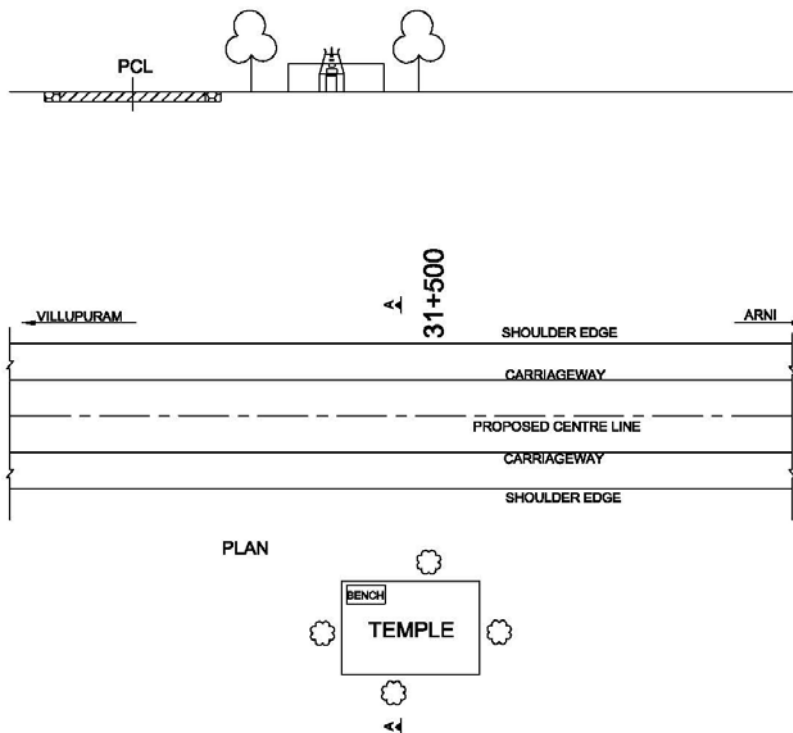 PCL
A
31+500
VILLUPURAM
ARNI
SHOULDER EDGE
CARRIAGEWAY
PROPOSED CENTRE LINE
CARRIAGEWAY
SHOULDER EDGE
PLAN
BENCH
TEMPLE
A